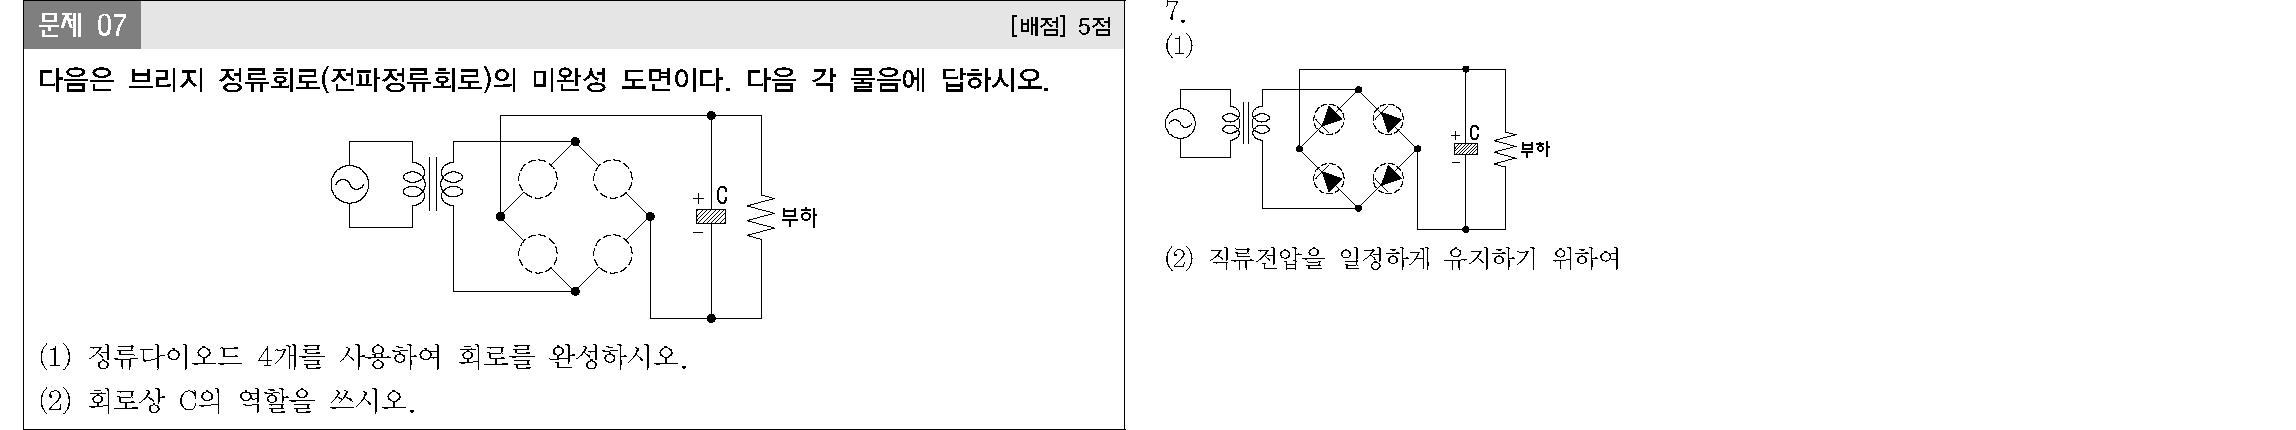 문제 07
[배점] 5점
다음은 브리지 정류회로(전파정류회로)의 미완성 도면이다. 다음 각 물음에 답하시오.
+ C
−
부하
(1) 정류다이오드 4개를 사용하여 회로를 완성하시오.
(2) 회로상 C의 역할을 쓰시오.
7.
(1)
+ C
−
부하
(2) 직류전압을 일정하게 유지하기 위하여